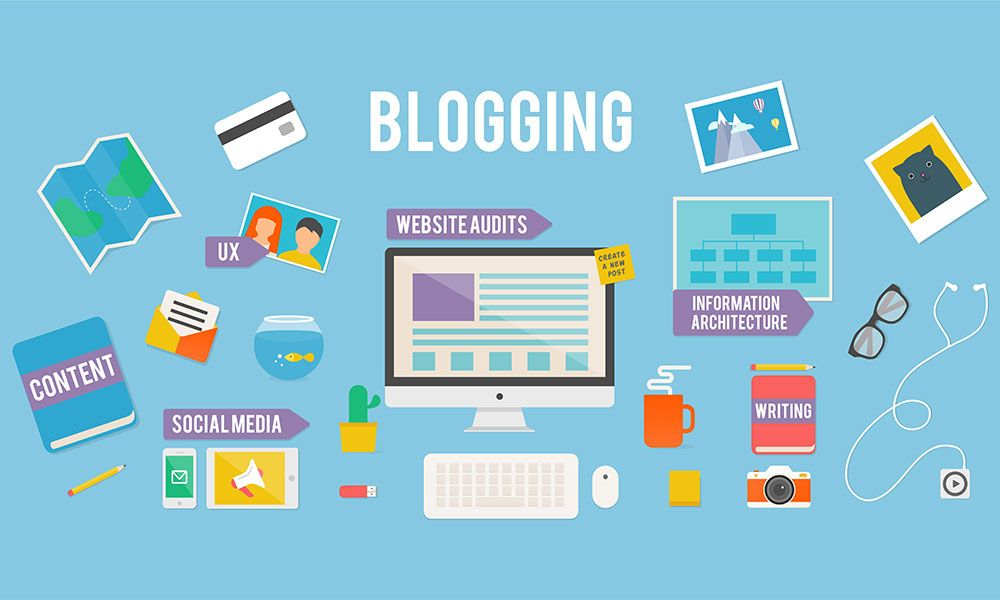 BLOGGING
WEBSITE AUDITS
UX
CREATE
A NEW
POST
INFORMATION
ARCHITECTURE
CONTENT
WRITING
SOCIAL MEDIA